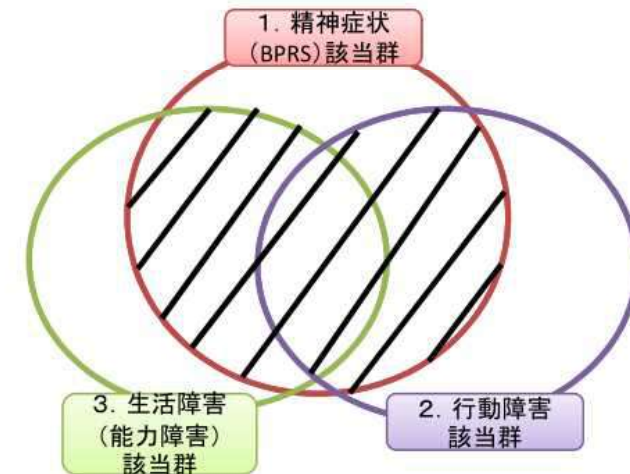 1．精神症状
（BPRS）該当群
3．生活障害
（能力障害）
該当群
2．行動障害
該当群